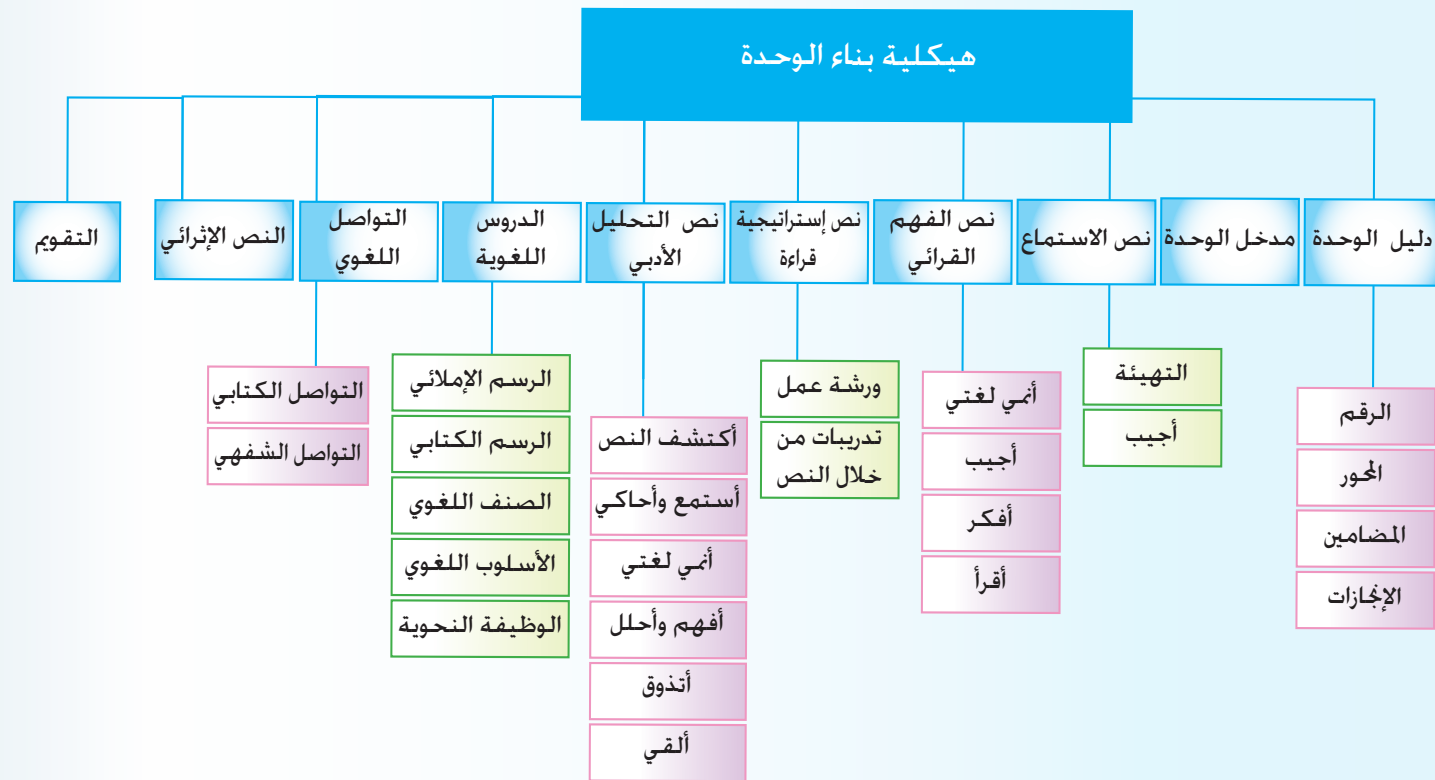 هيكلية بناء الوحدة
دليل الوحدة
مدخل الوحدة
نص الاستماع
نص الفهم
القرائي
نص إستراتيجية
قراءة
نص التحليل
الأدبي
الدروس
اللغوية
التواصل
اللغوي
النص الإثرائي
التقويم
الرقم
المحور
المضامين
الإنجازات
التهيئة
أجيب
أنمي لغتي
أجيب
أفكر
أقرأ
ورشة عمل
تدريبات من
خلال النص
أكتشف النص
أستمع وأحاكي
أنمي لغتي
أفهم وأحلل
أتذوق
ألقي
الرسم الإملائي
الرسم الكتابي
الصنف اللغوي
الأسلوب اللغوي
الوظيفة النحوية
التواصل الكتابي
التواصل الشفهي